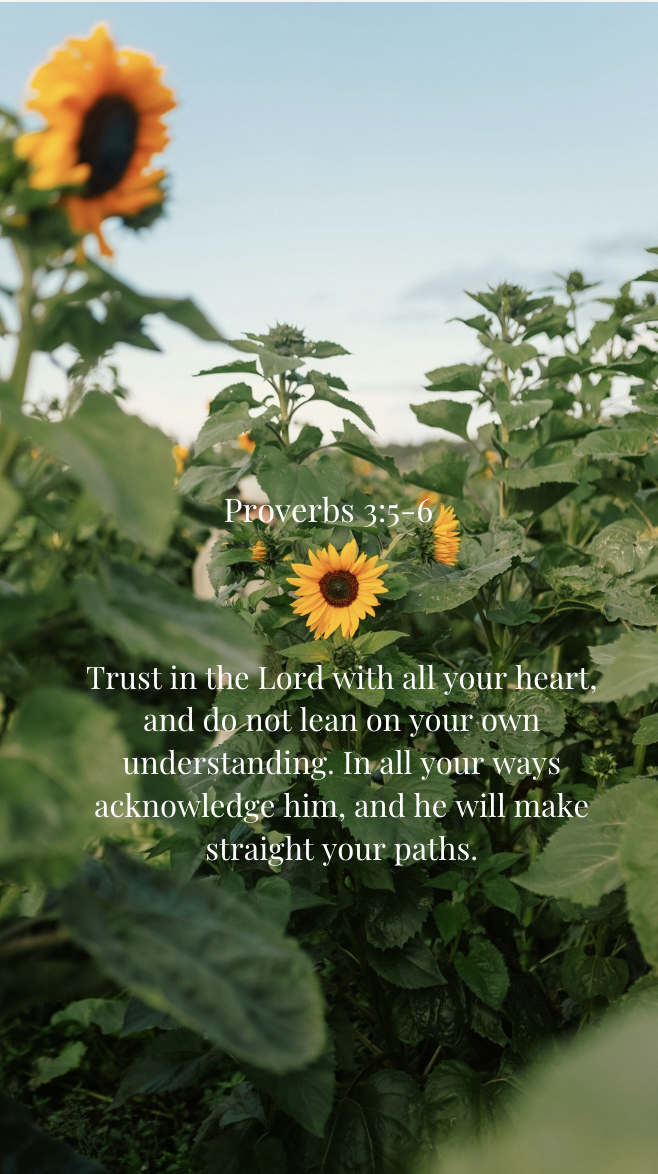 Proverbs 3:5-6
Trust in the Lord with all your heart,
and do not lean on your own
understanding. In all your ways
acknowledge him, and he will make
straight your paths.